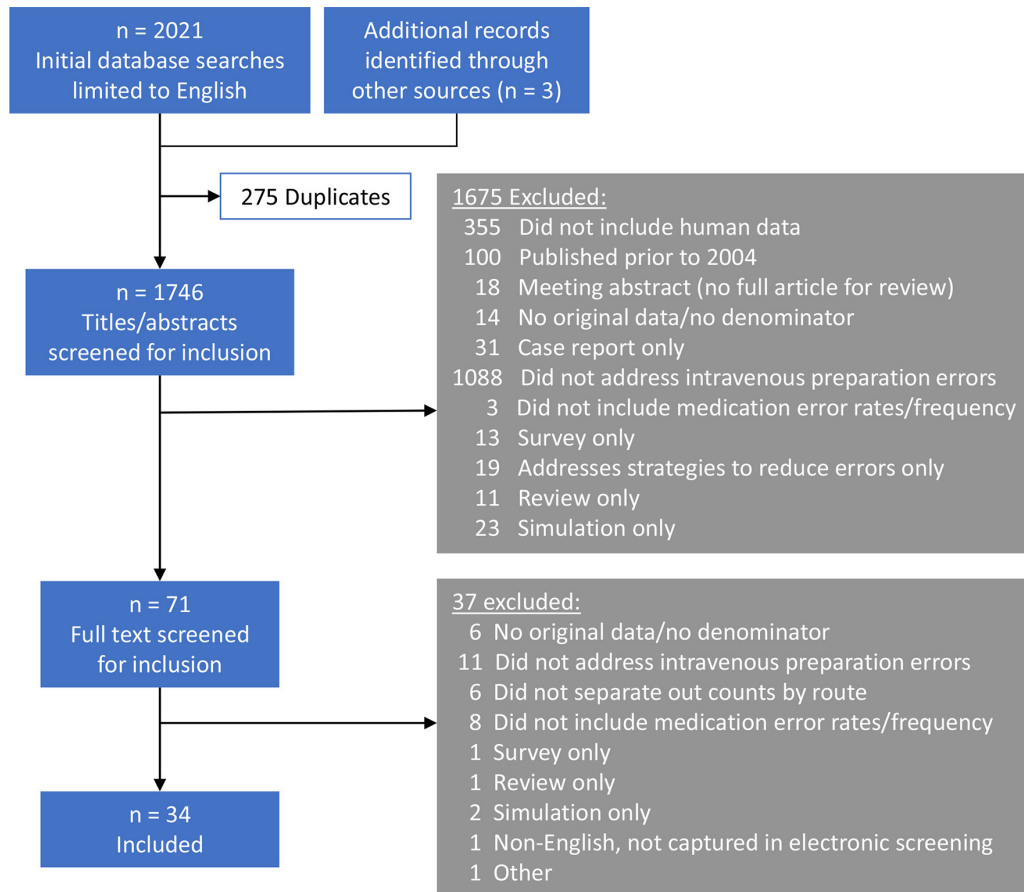 n = 2021
Initial database searches
limited to English
Additional records
identified through
other sources (n = 3)
275 Duplicates
n = 1746
Titles/abstracts
screened for inclusion
1675 Excluded:
355 Did not include human data
100 Published prior to 2004
18 Meeting abstract (no full article for review)
14 No original data/no denominator
31 Case report only
1088 Did not address intravenous preparation errors
3 Did not include medication error rates/frequency
13 Survey only
19 Addresses strategies to reduce errors only
11 Review only
23 Simulation only
n = 71
Full text screened
for inclusion
37 excluded:
6 No original data/no denominator
11 Did not address intravenous preparation errors
6 Did not separate out counts by route
8 Did not include medication error rates/frequency
1 Survey only
1 Review only
2 Simulation only
1 Non-English, not captured in electronic screening
1 Other
n = 34
Included